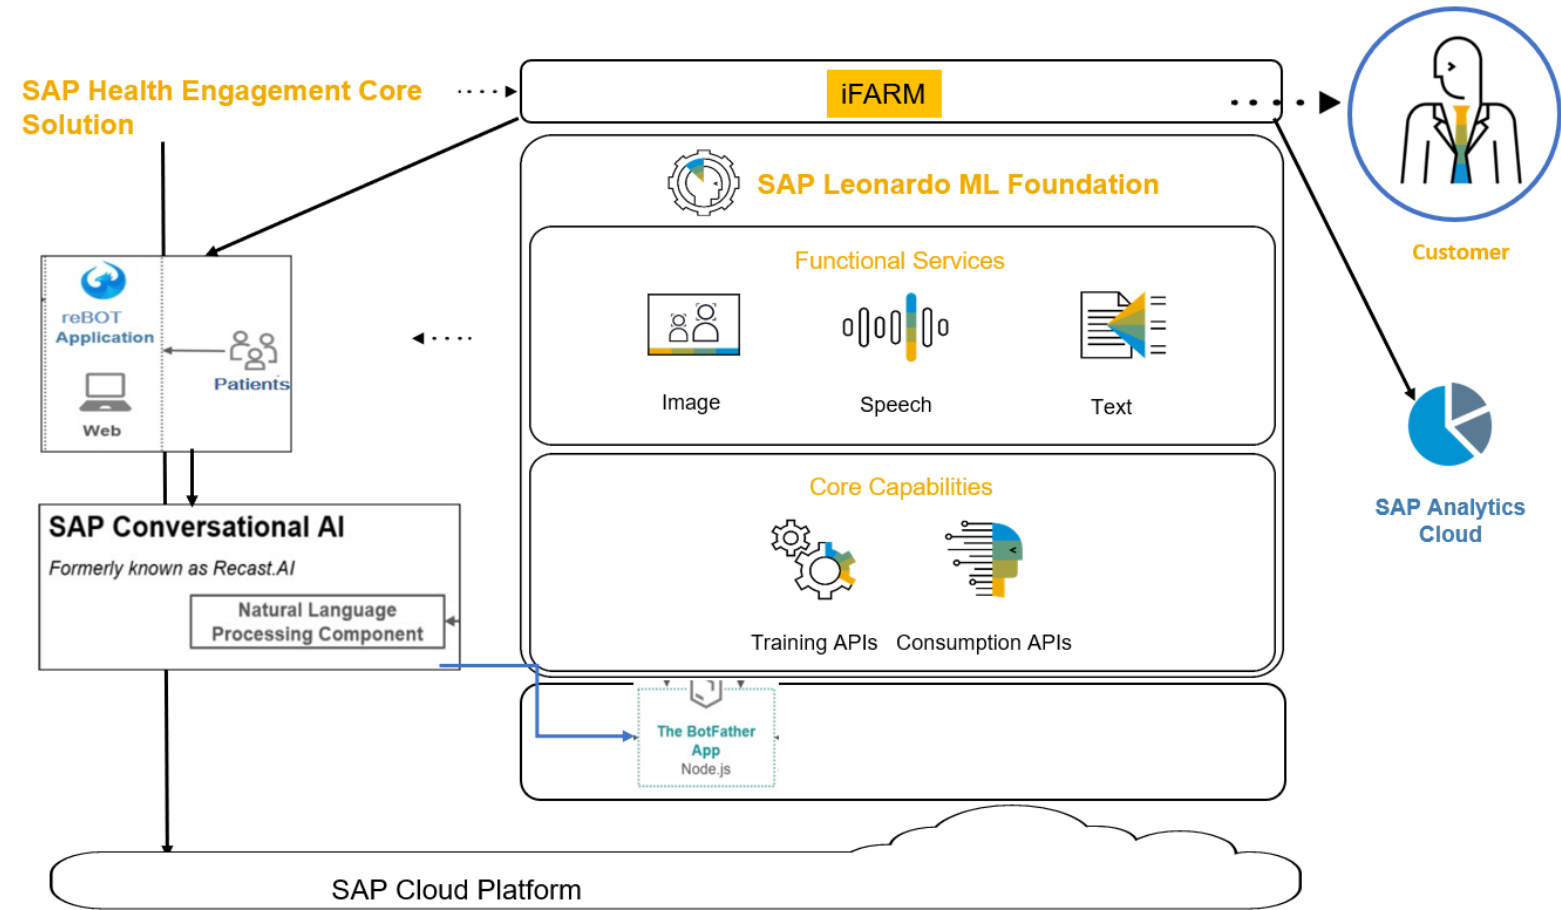 SAP Health Engagement Core
Solution
iFARM
SAP Leonardo ML Foundation
Customer
Functional Services
reBOT
Application
Patients
Web
Image
Speech
Text
Core Capabilities
SAP Analytics
Cloud
SAP Conversational AI
Formerly known as Recast.AI
Natural Language
Processing Component
Training APIs
Consumption APIs
The BotFather
App
Node.js
SAP Cloud Platform